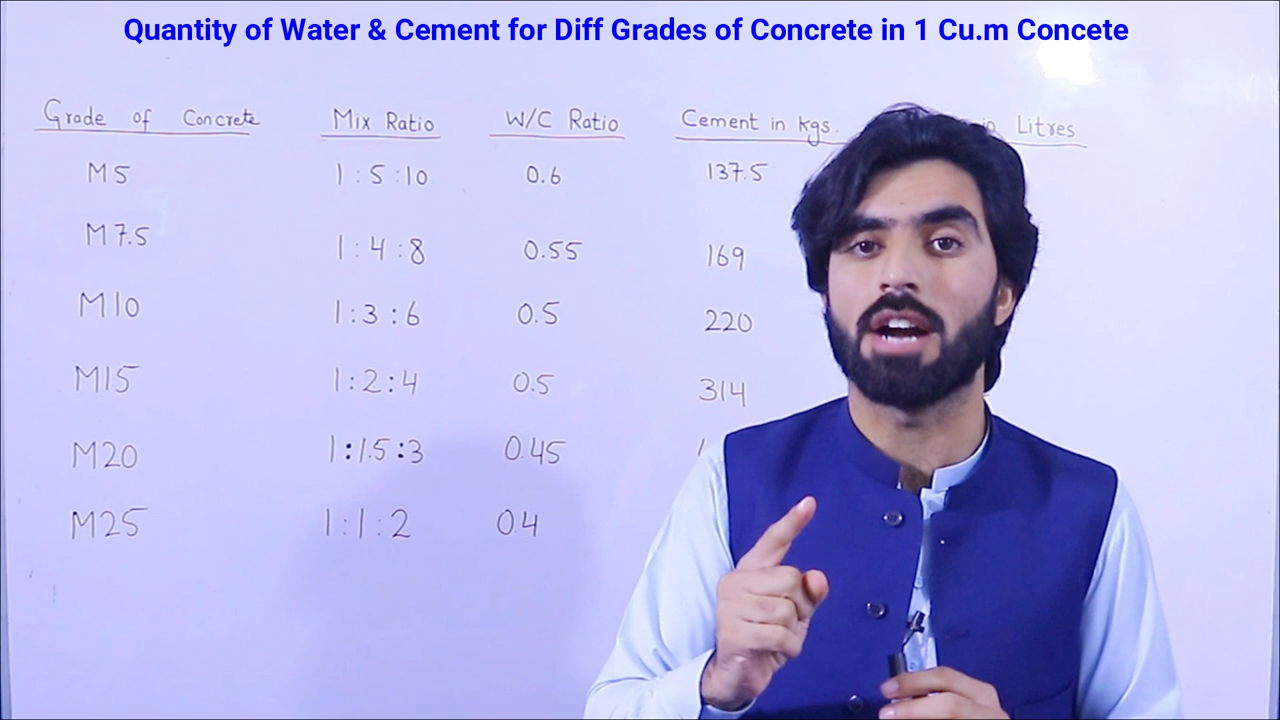 Quantity of Water & Cement for Diff Grades of Concrete in 1 Cu.m Concete
Grade of Concrete Mix Ratio W/C Ratio Cement in kgs. in Litres
M5 1:5:10 0.6 137.5
M7.5 1:4:8 0.55 169
M10 1:3:6 0.5 220
M15 1:2:4 0.5 314
M20 1:1.5:3 0.45
M25 1:1:2 0.4